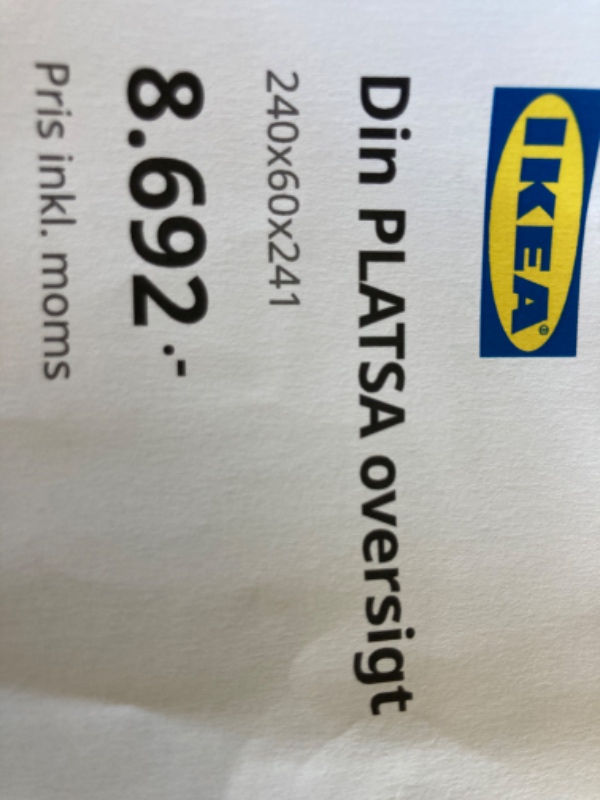 IKEA®
Din PLATSA oversigt
240x60x241
8.692.-
Pris inkl. moms